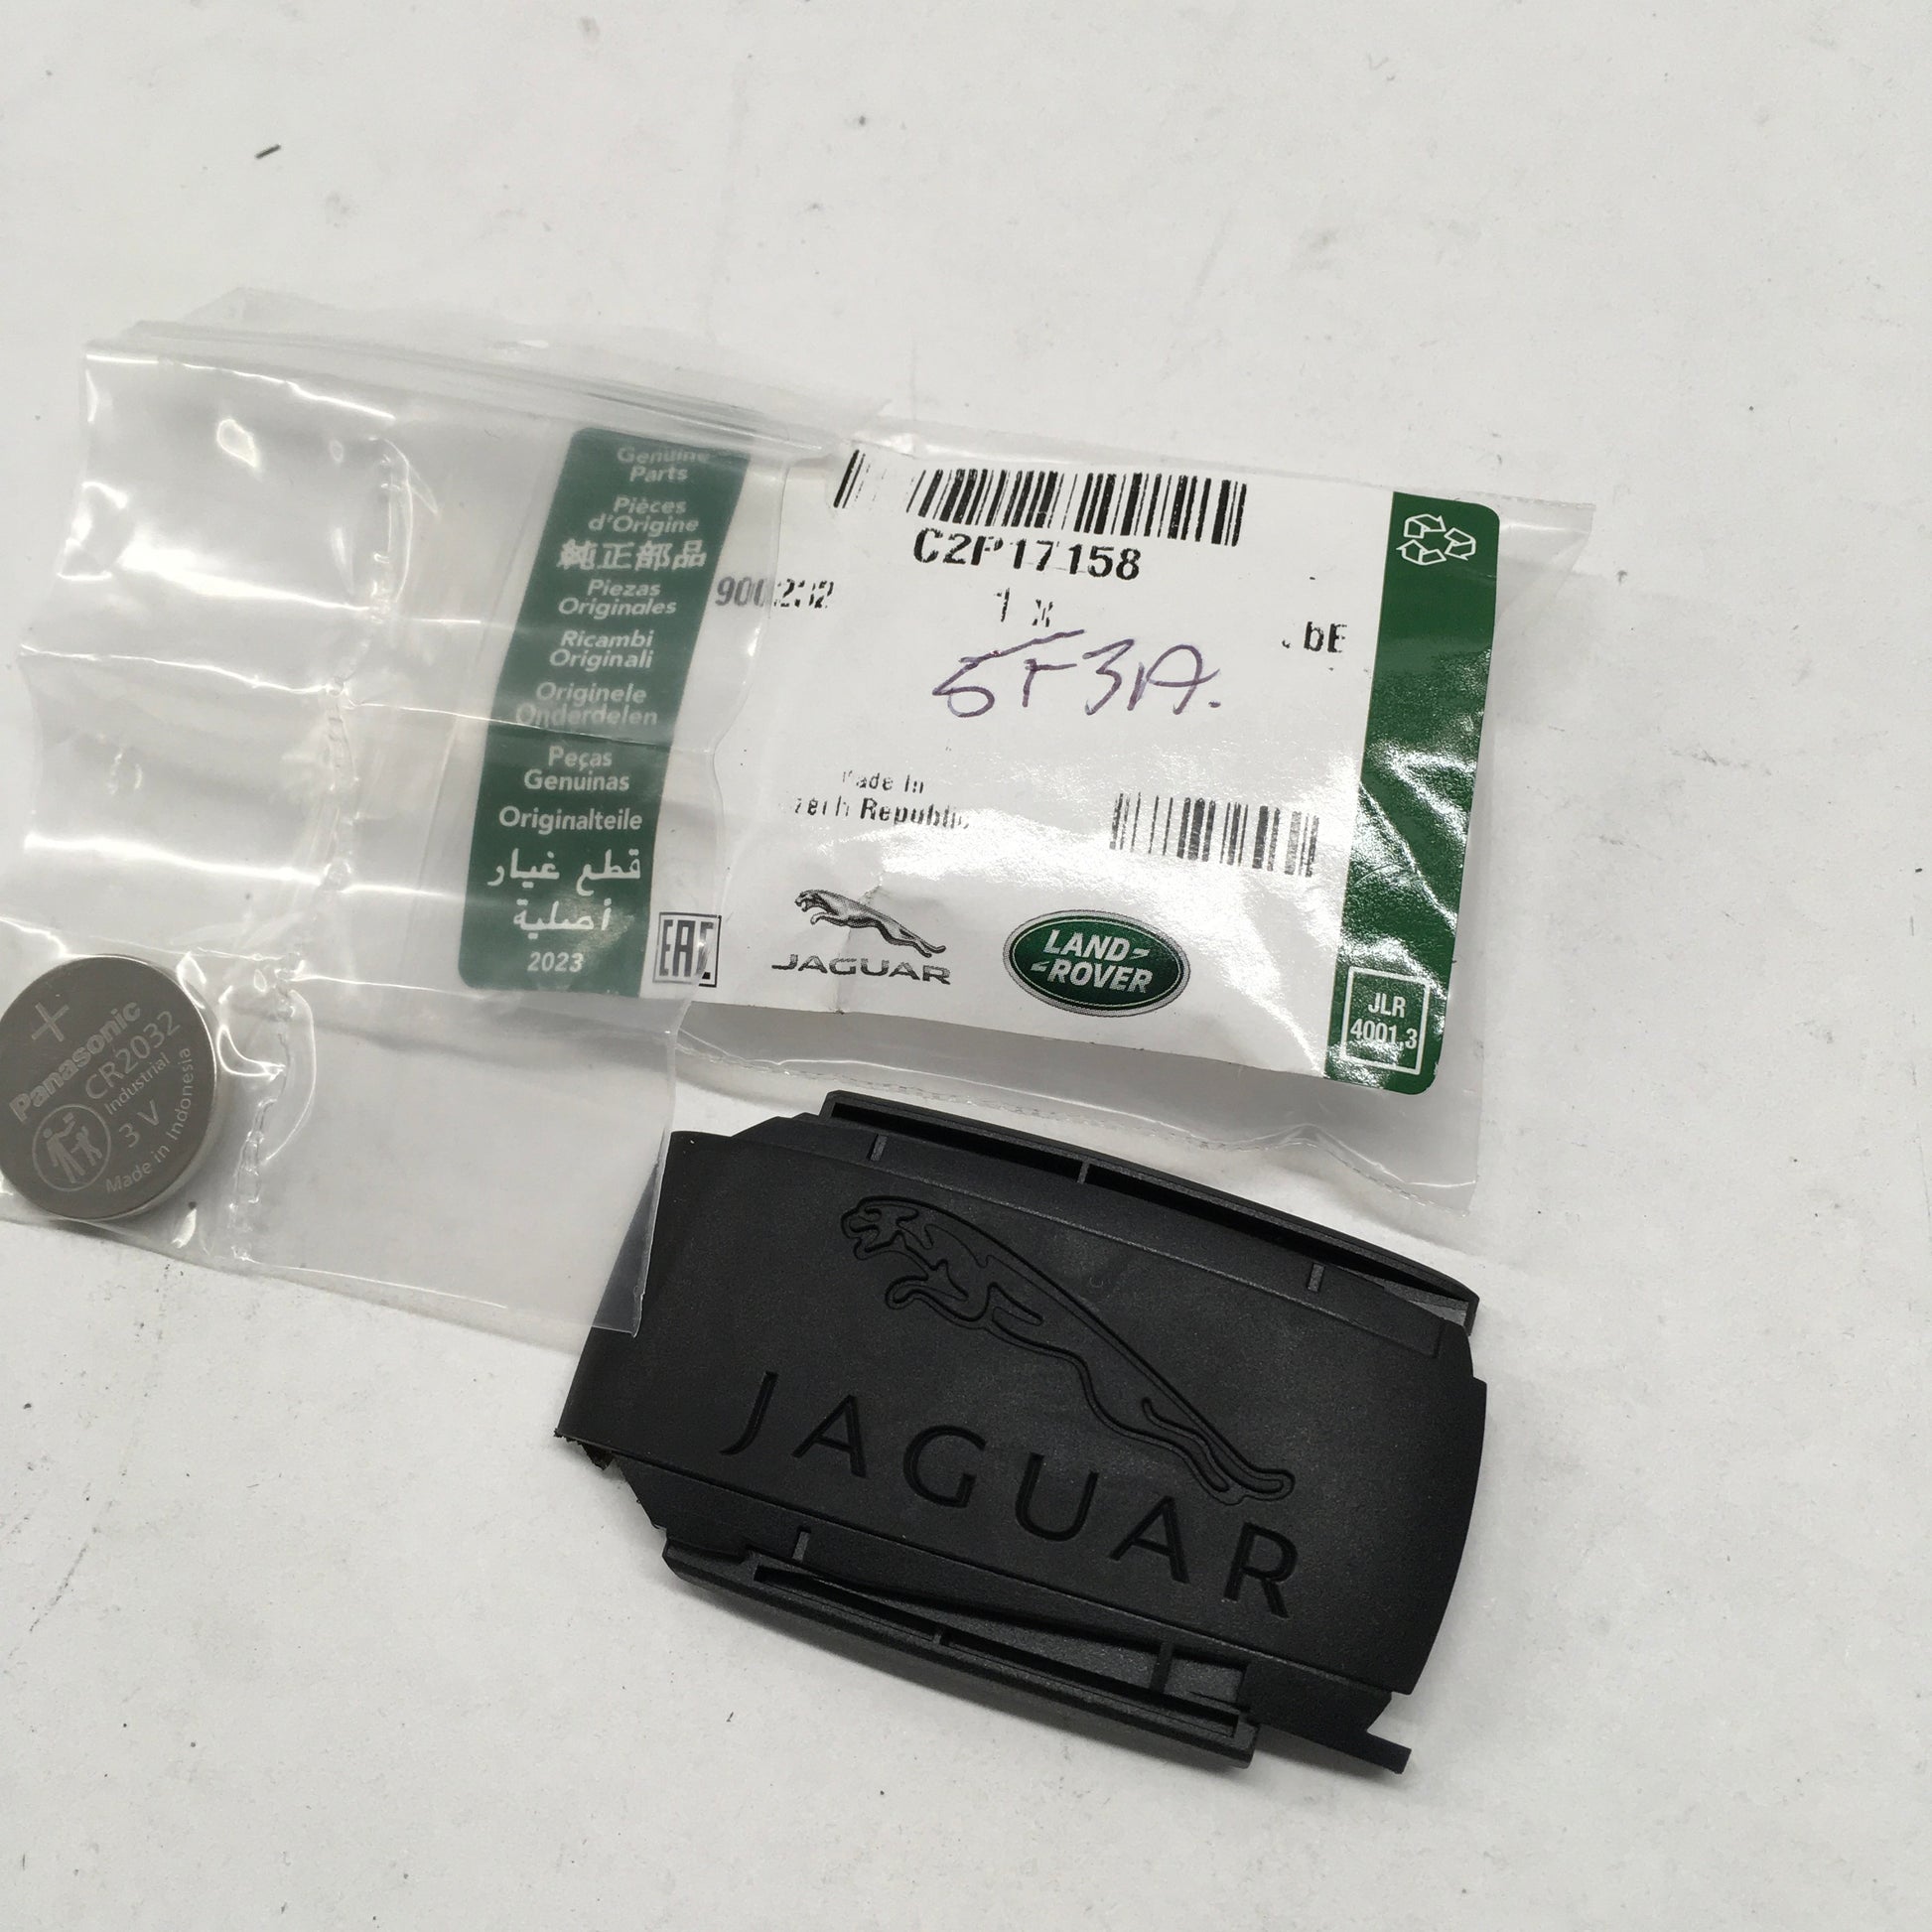 Genuine
Parts
Pièces
d'Origine
純正部品
Piezas
Originales
Ricambi
Originali
Originele
Onderdelen
Peças
Genuinas
Originalteile
قطع غيار
أصلية
2023
EAC
C2P17158
1 x
5F3A.
Made In
Czech Republic
JAGUAR
LAND-
-ROVER
JLR
4001,3
+
Panasonic
CR2032
Industrial
3 V
Made in Indonesia
JAGUAR